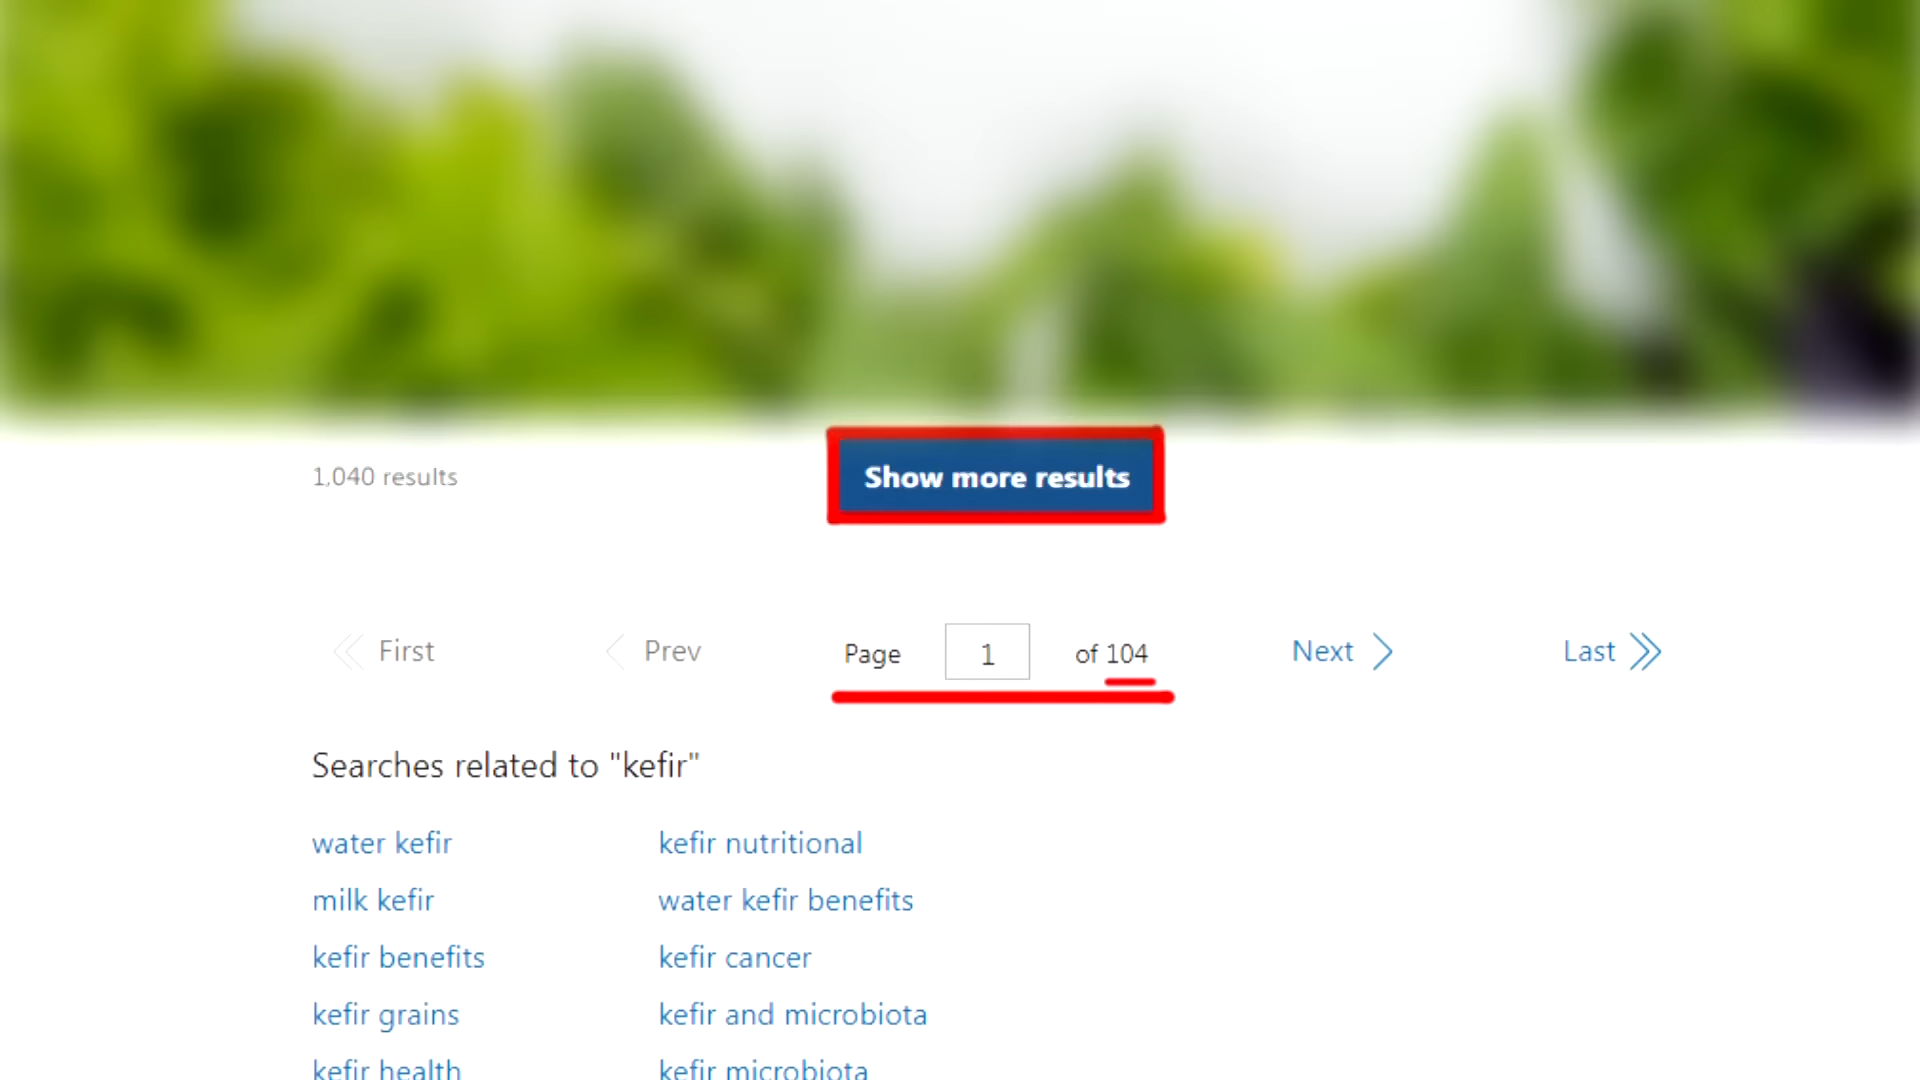 1,040 results
Show more results
First Prev Page 1 of 104 Next Last
Searches related to "kefir"
water kefir kefir nutritional
milk kefir water kefir benefits
kefir benefits kefir cancer
kefir grains kefir and microbiota
kefir health kefir microbiota